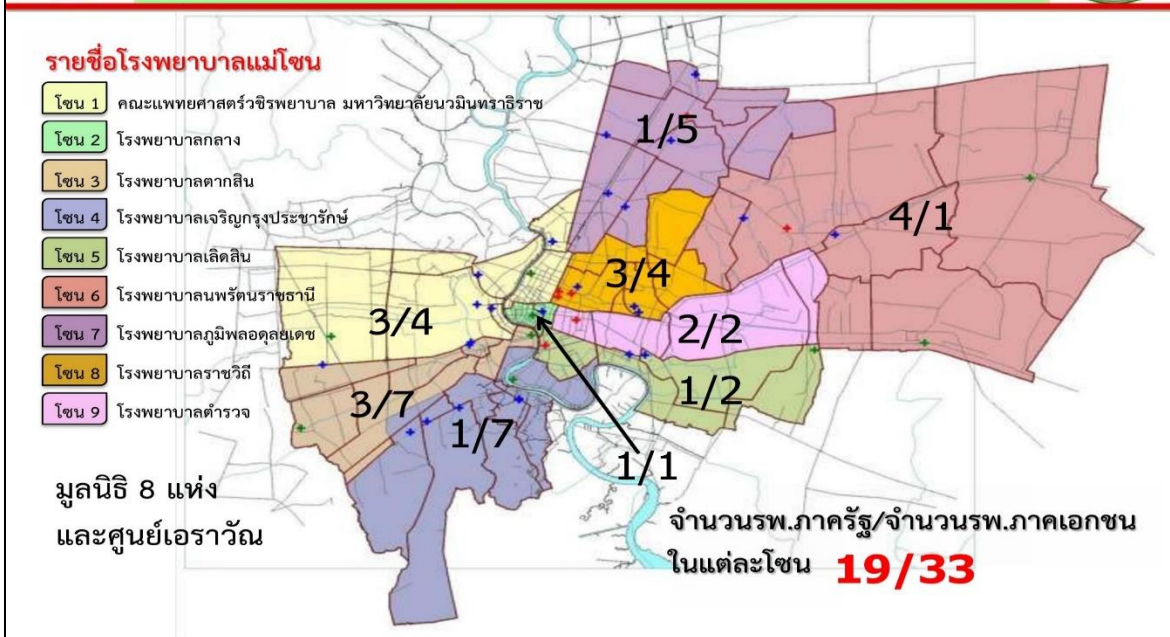 รายชื่อโรงพยาบาลแม่โซน
โซน 1 คณะแพทยศาสตร์วชิรพยาบาล มหาวิทยาลัยนวมินทราธิราช
โซน 2 โรงพยาบาลกลาง
โซน 3 โรงพยาบาลตากสิน
โซน 4 โรงพยาบาลเจริญกรุงประชารักษ์
โซน 5 โรงพยาบาลเลิดสิน
โซน 6 โรงพยาบาลนพรัตนราชธานี
โซน 7 โรงพยาบาลภูมิพลอดุลยเดช
โซน 8 โรงพยาบาลราชวิถี
โซน 9 โรงพยาบาลตำรวจ
1/5
4/1
3/4
3/4
2/2
1/2
3/7
1/7
1/1
มูลนิธิ 8 แห่ง
และศูนย์เอราวัณ
จำนวนรพ.ภาครัฐ/จำนวนรพ.ภาคเอกชน
ในแต่ละโซน 19/33